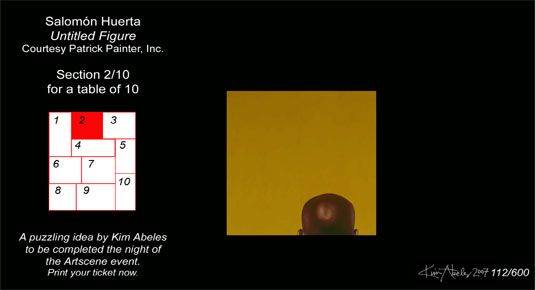 Salomón Huerta
Untitled Figure
Courtesy Patrick Painter, Inc.
Section 2/10
for a table of 10
1 2 3
4 5
6 7
10
8 9
A puzzling idea by Kim Abeles
to be completed the night of
the Artscene event.
Print your ticket now.
Kim Abeles 2007 112/600